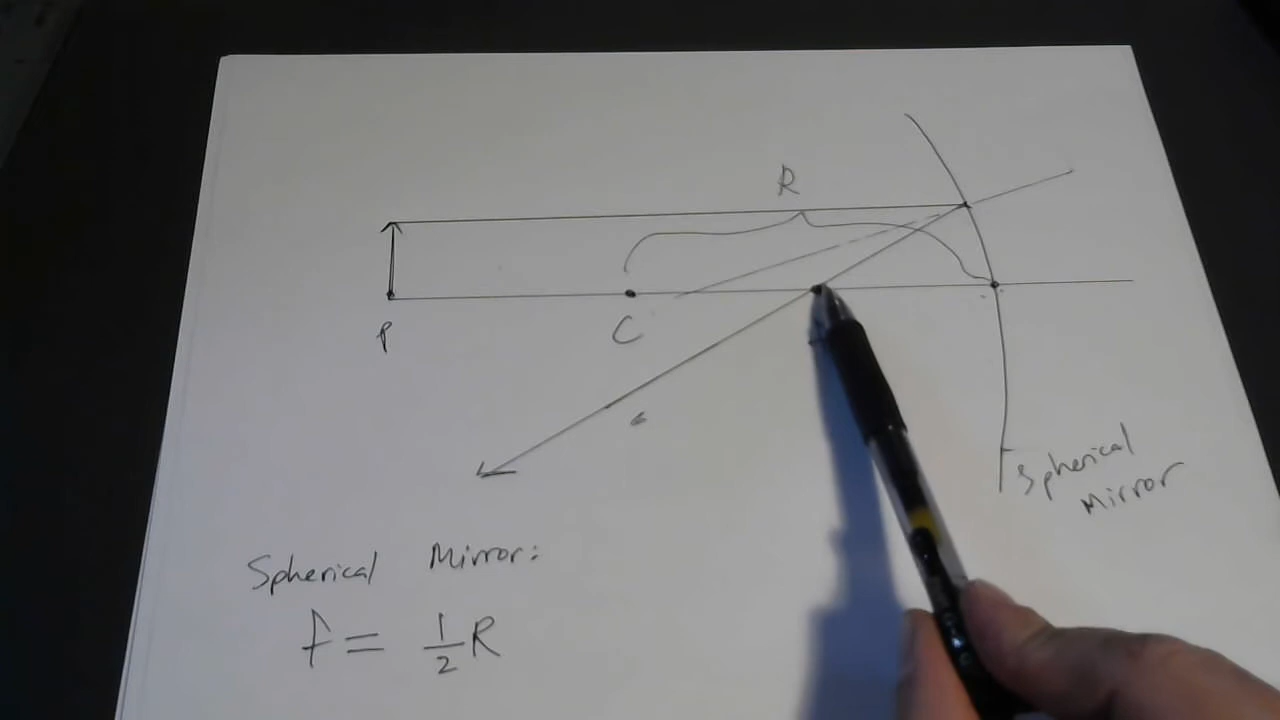 R
P
C
Spherical
Mirror
Spherical Mirror:
f = 1/2 R